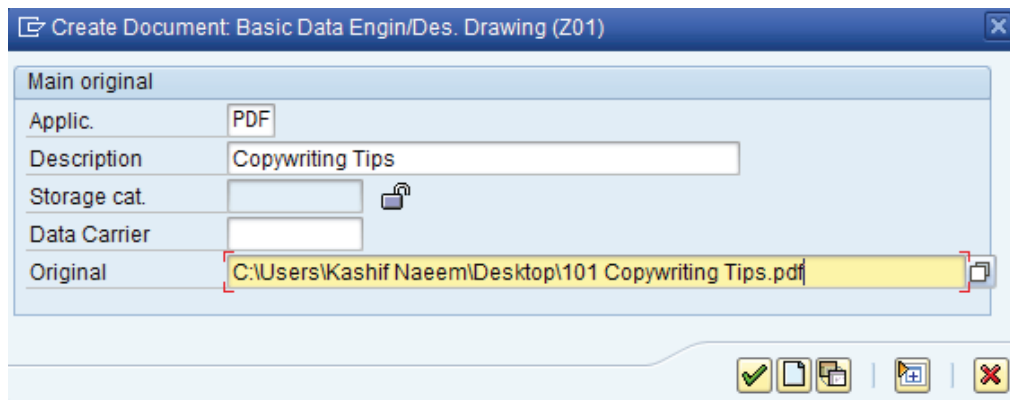 Create Document: Basic Data Engin/Des. Drawing (Z01)
Main original
Applic. PDF
Description Copywriting Tips
Storage cat.
Data Carrier
Original C:\Users\Kashif Naeem\Desktop\101 Copywriting Tips.pdf